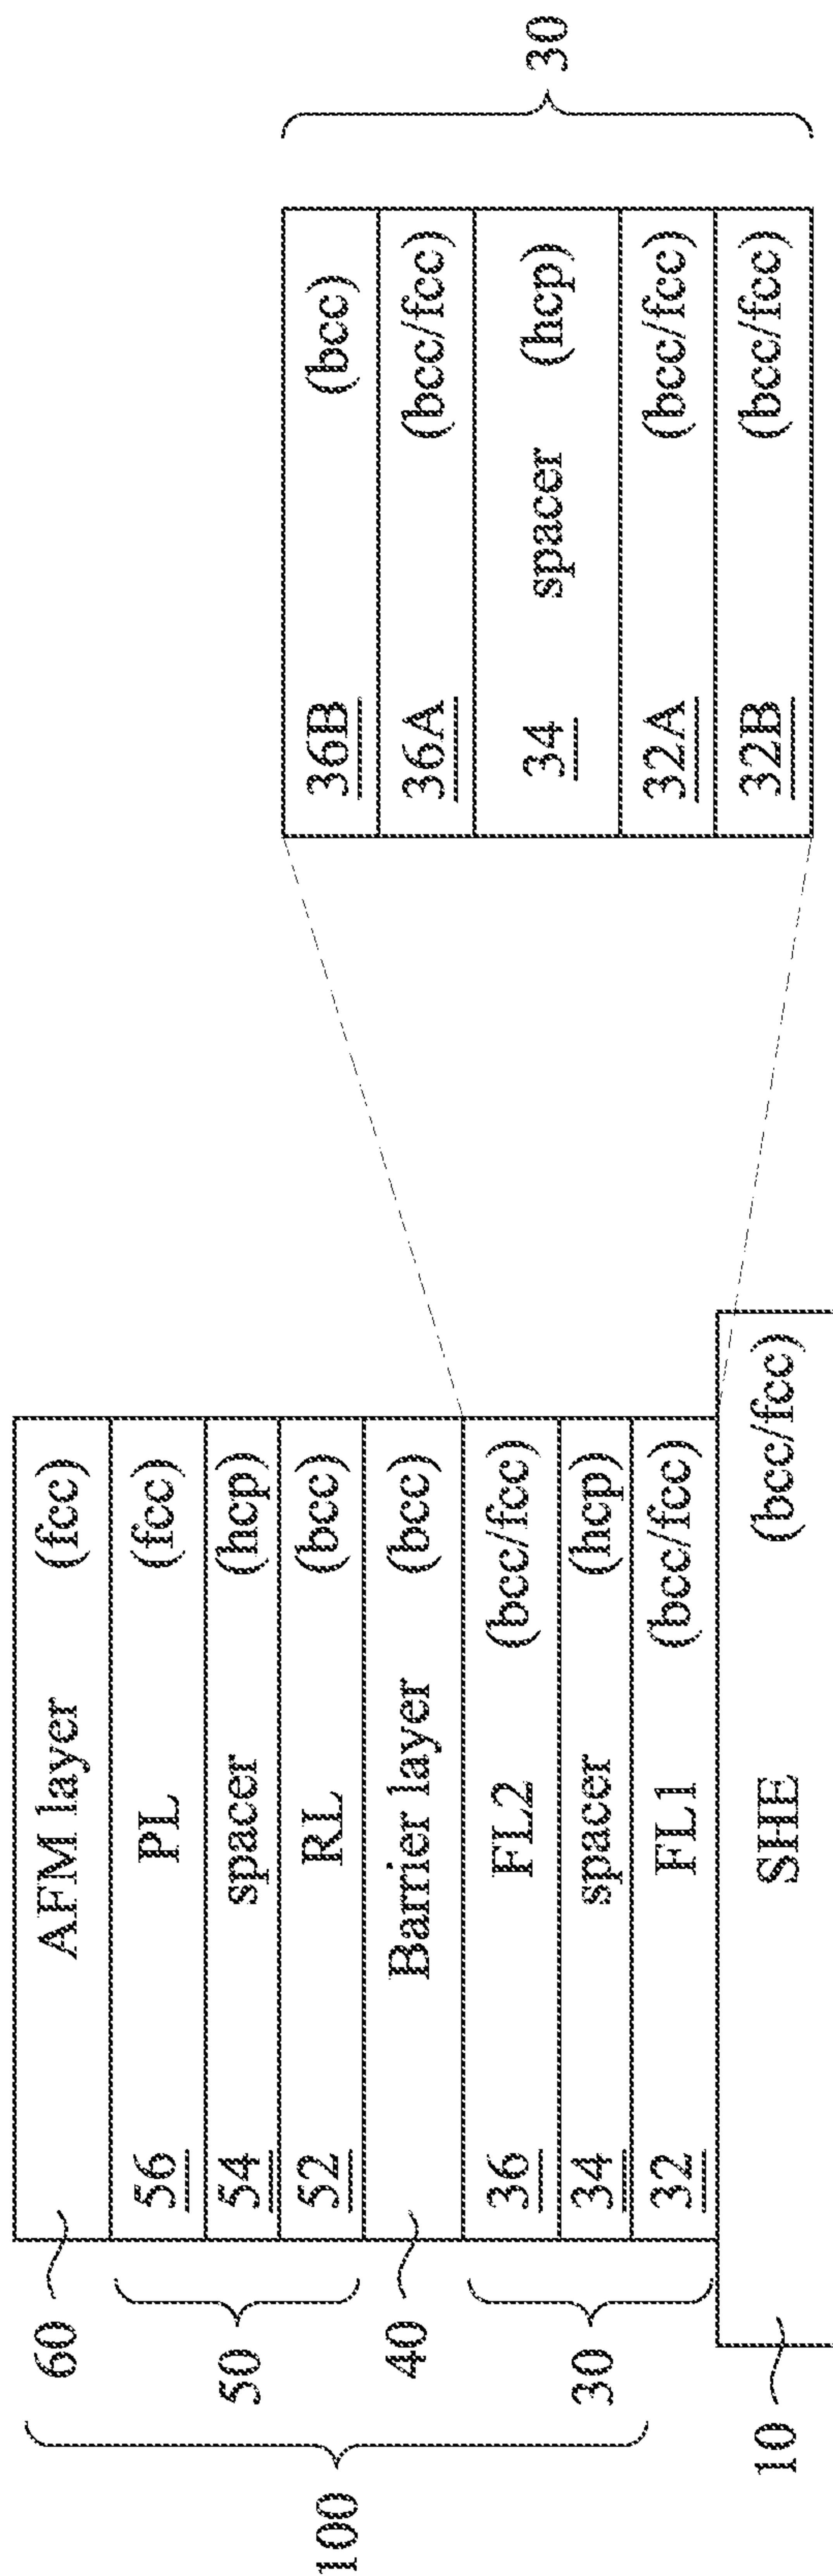 60
AFM layer (fcc)
56 PL (fcc)
54 spacer (hcp)
52 RL (bcc)
50
40
Barrier layer (bcc)
36 FL2 (bcc/fcc)
34 spacer (hcp)
32 FL1 (bcc/fcc)
30
100
10
SHE (bcc/fcc)
36B (bcc)
36A (bcc/fcc)
34 spacer (hcp)
32A (bcc/fcc)
32B (bcc/fcc)
30